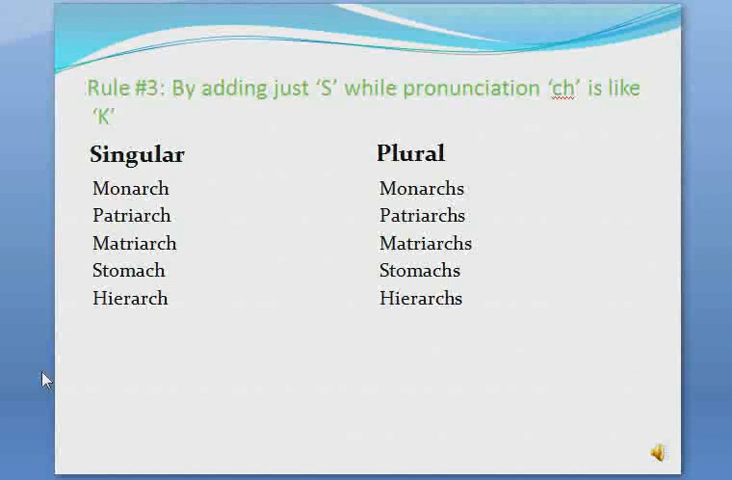 Rule #3: By adding just ‘S’ while pronunciation ‘ch’ is like
‘K’
Singular Plural
Monarch Monarchs
Patriarch Patriarchs
Matriarch Matriarchs
Stomach Stomachs
Hierarch Hierarchs